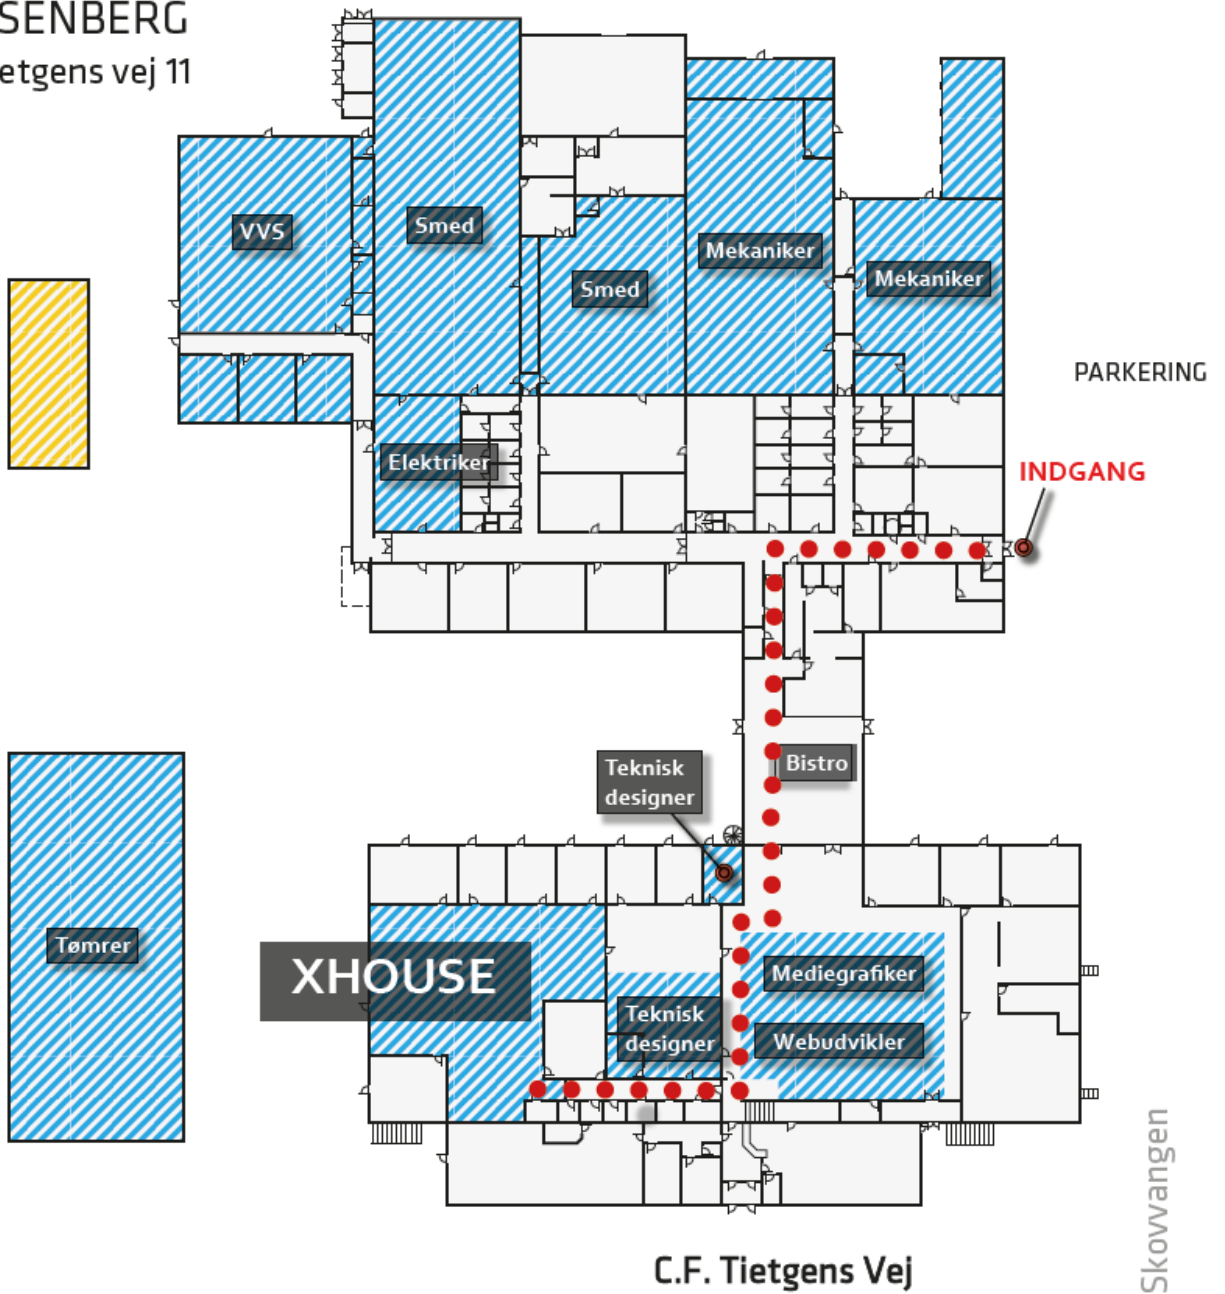 SENBERG
etgens vej 11
VVS
Smed
Smed
Mekaniker
Mekaniker
PARKERING
Elektriker
INDGANG
Bistro
Teknisk
designer
Tømrer
XHOUSE
Mediegrafiker
Teknisk
designer
Webudvikler
C.F. Tietgens Vej
Skovvangen